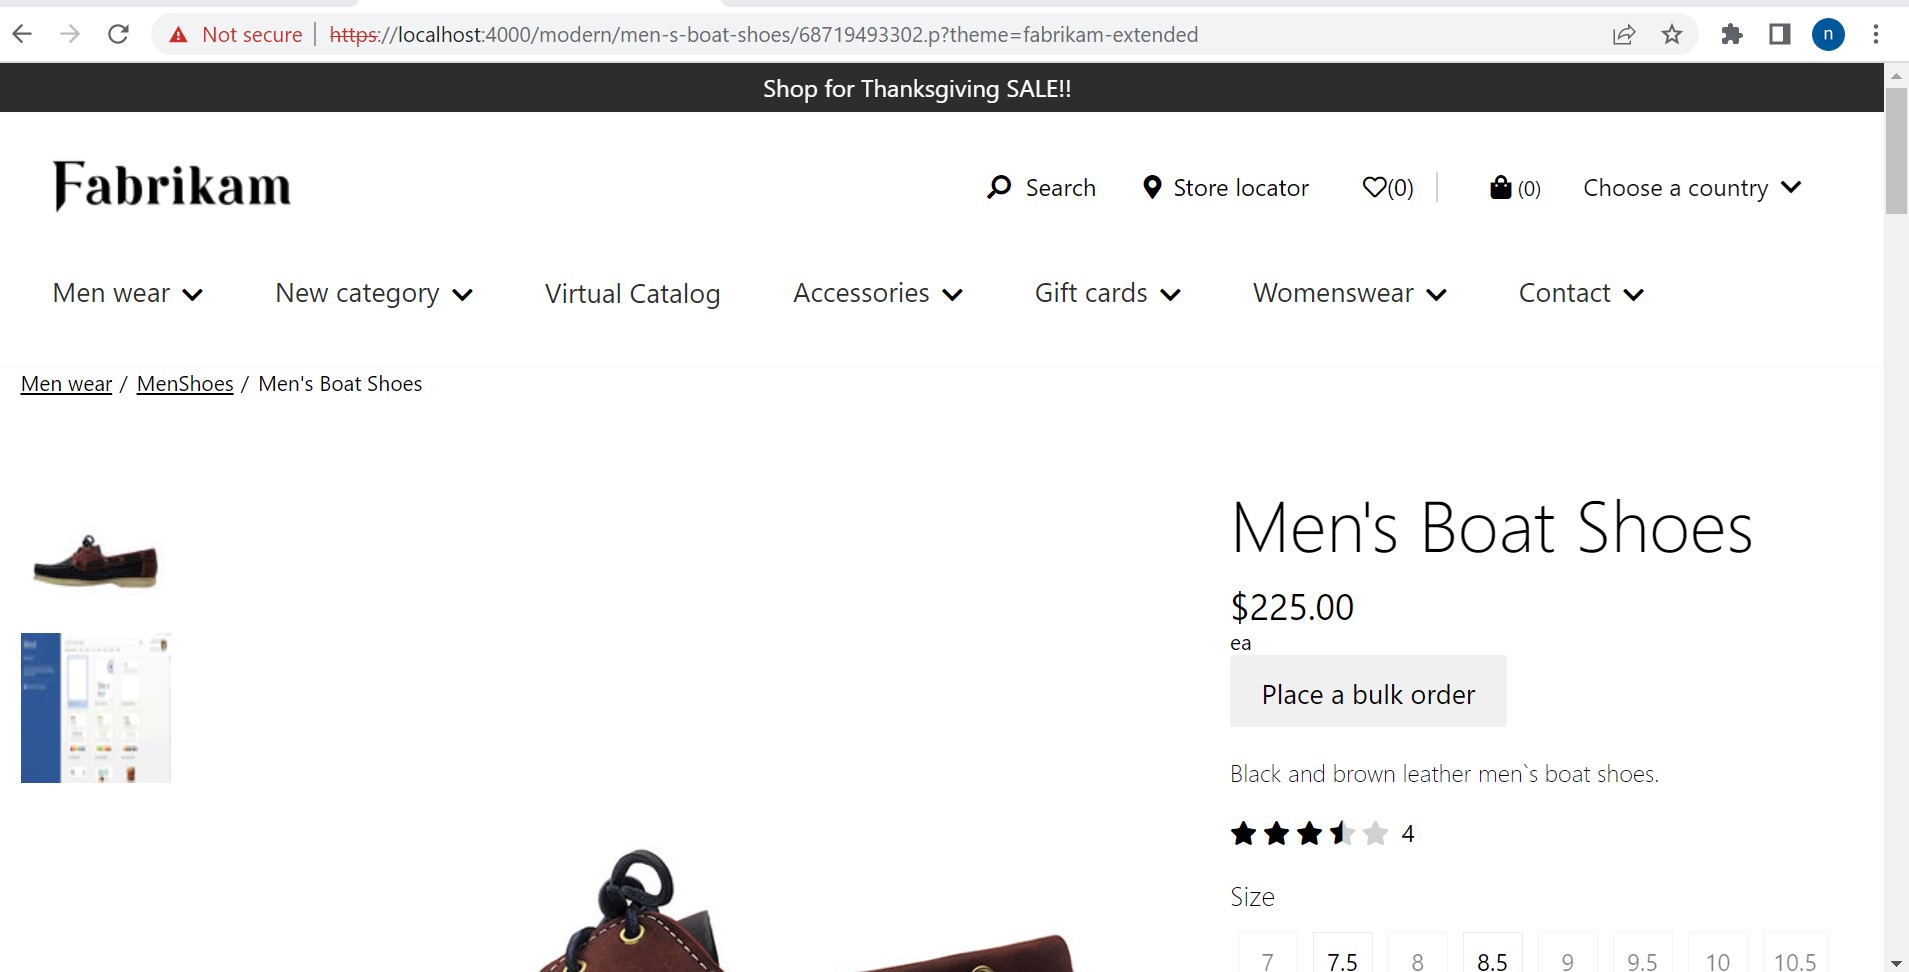 Not secure | https://localhost:4000/modern/men-s-boat-shoes/68719493302.p?theme=fabrikam-extended
n
Shop for Thanksgiving SALE!!
Fabrikam
Search
Store locator
(0)
(0)
Choose a country
Men wear
New category
Virtual Catalog
Accessories
Gift cards
Womenswear
Contact
Men wear / MenShoes / Men's Boat Shoes
Men's Boat Shoes
$225.00
ea
Place a bulk order
Black and brown leather men`s boat shoes.
4
Size
7 7.5 8 8.5 9 9.5 10 10.5